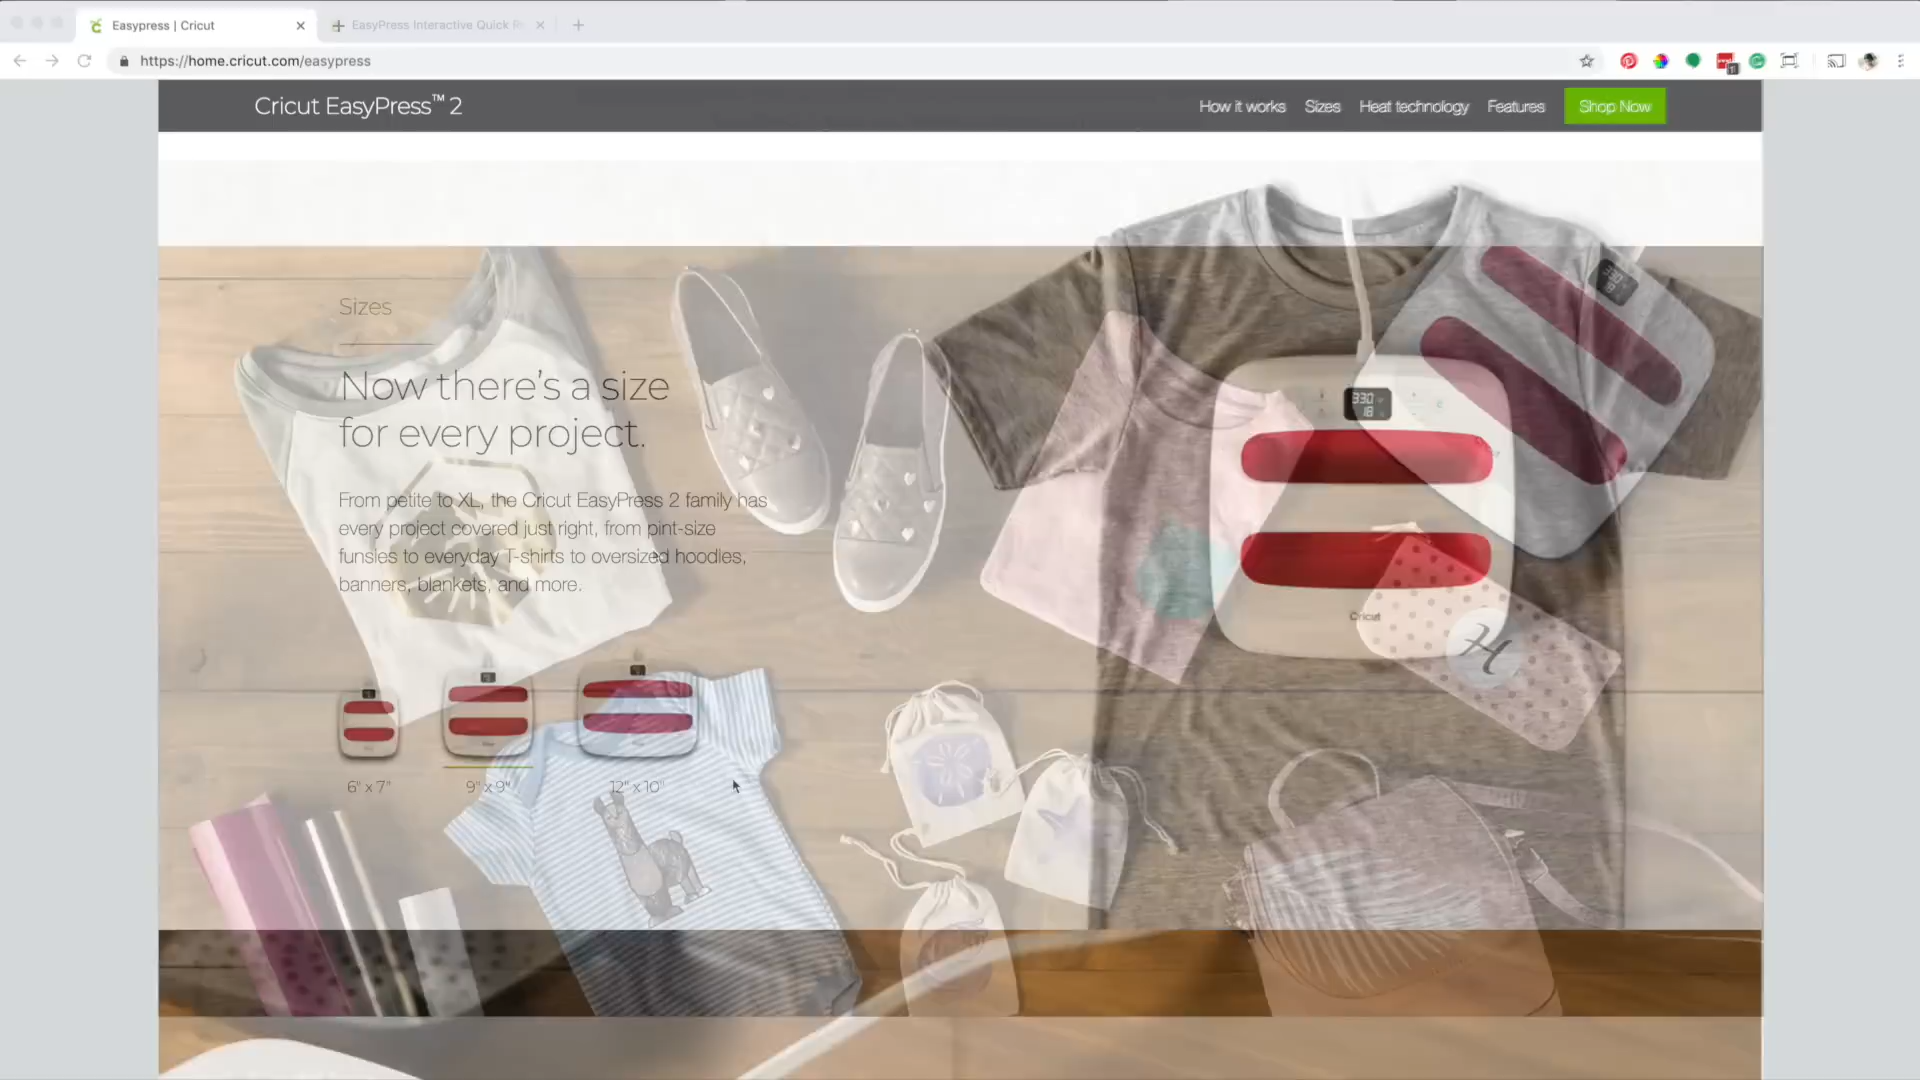 Easypress | Cricut
EasyPress Interactive Quick R
https://home.cricut.com/easypress
Cricut EasyPress™ 2
How it works Sizes Heat technology Features Shop Now
Sizes
Now there's a size
for every project.
From petite to XL, the Cricut EasyPress 2 family has
every project covered just right, from pint-size
funsies to everyday T-shirts to oversized hoodies,
banners, blankets, and more.
330
18
Cricut
H
6" x 7" 9" x 9" 12" x 10"